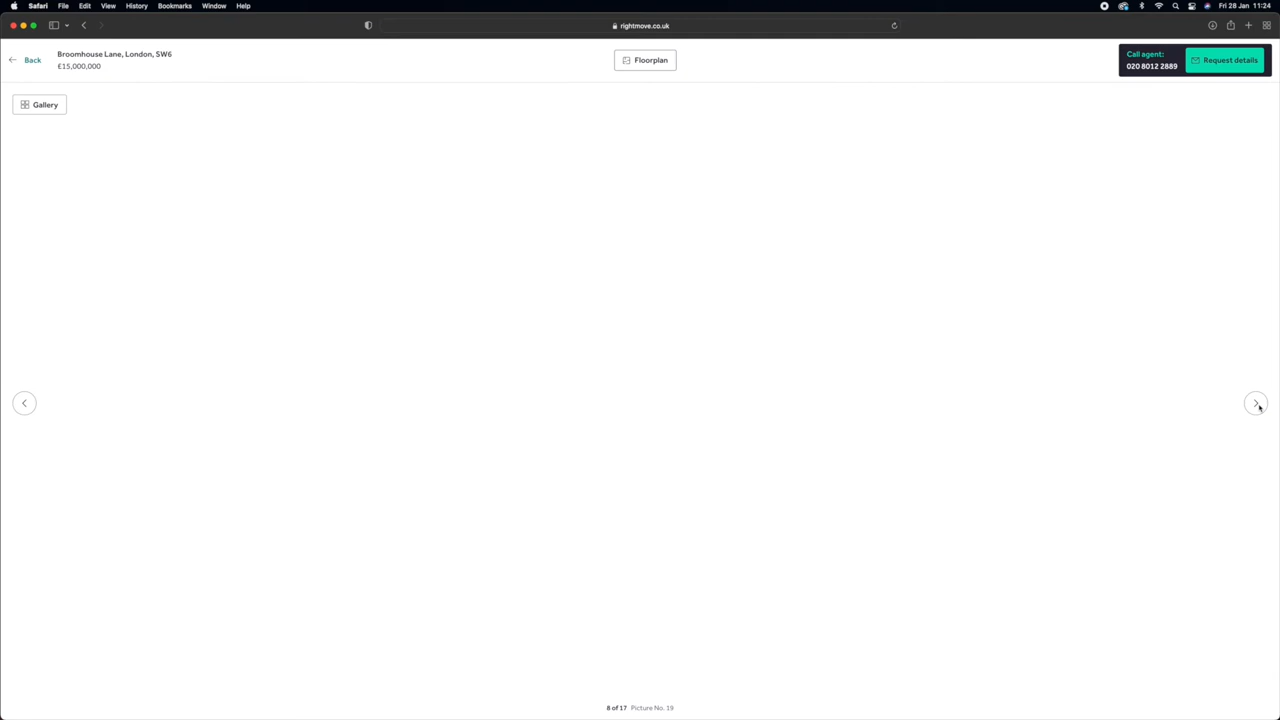 Safari File Edit View History Bookmarks Window Help Fri 28 Jan 11:24
rightmove.co.uk
Back
Broomhouse Lane, London, SW6
£15,000,000
Floorplan
Call agent:
020 8012 2889
Request details
Gallery
8 of 17 Picture No. 19